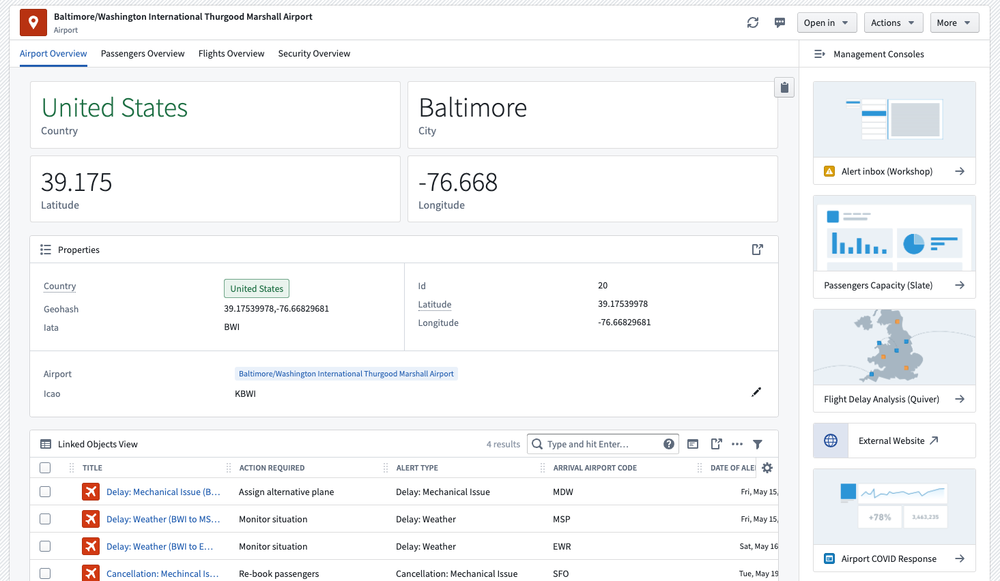 Baltimore/Washington International Thurgood Marshall Airport
Airport
Open in
Actions
More
Airport Overview
Passengers Overview
Flights Overview
Security Overview
Management Consoles
United States
Country
Baltimore
City
39.175
Latitude
-76.668
Longitude
Properties
Country
United States
Geohash
39.17539978,-76.66829681
Iata
BWI
Id
20
Latitude
39.17539978
Longitude
-76.66829681
Airport
Baltimore/Washington International Thurgood Marshall Airport
Icao
KBWI
Linked Objects View
4 results
Type and hit Enter...
TITLE
ACTION REQUIRED
ALERT TYPE
ARRIVAL AIRPORT CODE
DATE OF ALE
Delay: Mechanical Issue (B...
Assign alternative plane
Delay: Mechanical Issue
MDW
Fri, May 15,
Delay: Weather (BWI to MS...
Monitor situation
Delay: Weather
MSP
Fri, May 15,
Delay: Weather (BWI to E...
Monitor situation
Delay: Weather
EWR
Sat, May 16
Cancellation: Mechincal Is...
Re-book passengers
Cancellation: Mechanical Issue
SFO
Tue, May 19
Alert inbox (Workshop)
Passengers Capacity (Slate)
Flight Delay Analysis (Quiver)
External Website
+78%
3,463,235
Airport COVID Response